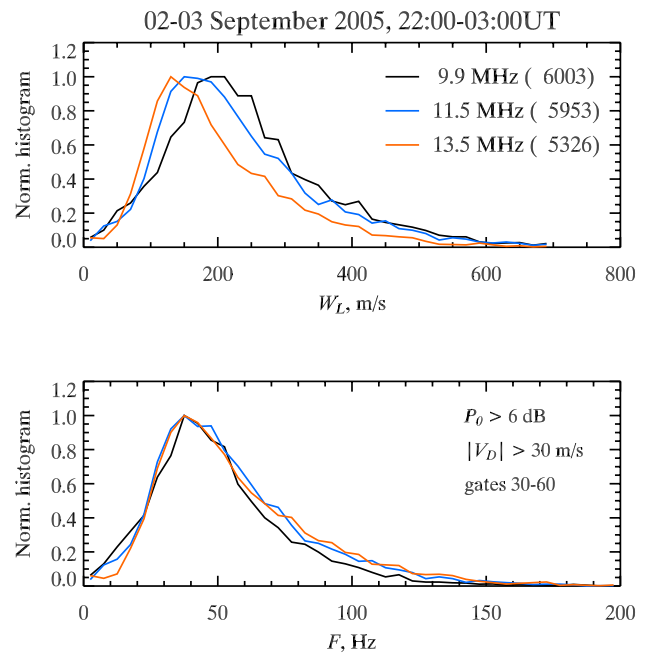 02-03 September 2005, 22:00-03:00UT
Norm. histogram
1.2
1.0
0.8
0.6
0.4
0.2
0.0
9.9 MHz ( 6003)
11.5 MHz ( 5953)
13.5 MHz ( 5326)
0 200 400 600 800
W_L, m/s
Norm. histogram
1.2
1.0
0.8
0.6
0.4
0.2
0.0
P_0 > 6 dB
|V_D| > 30 m/s
gates 30-60
0 50 100 150 200
F, Hz